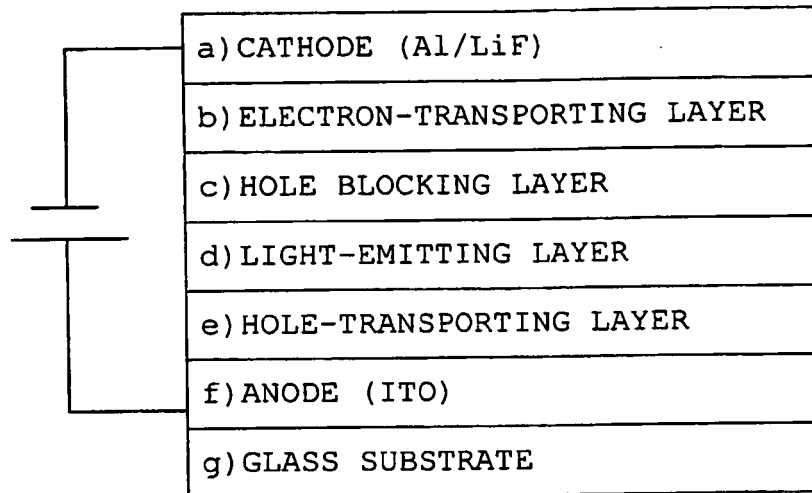 a)CATHODE (Al/LiF)
b)ELECTRON-TRANSPORTING LAYER
c)HOLE BLOCKING LAYER
d)LIGHT-EMITTING LAYER
e)HOLE-TRANSPORTING LAYER
f)ANODE (ITO)
g)GLASS SUBSTRATE